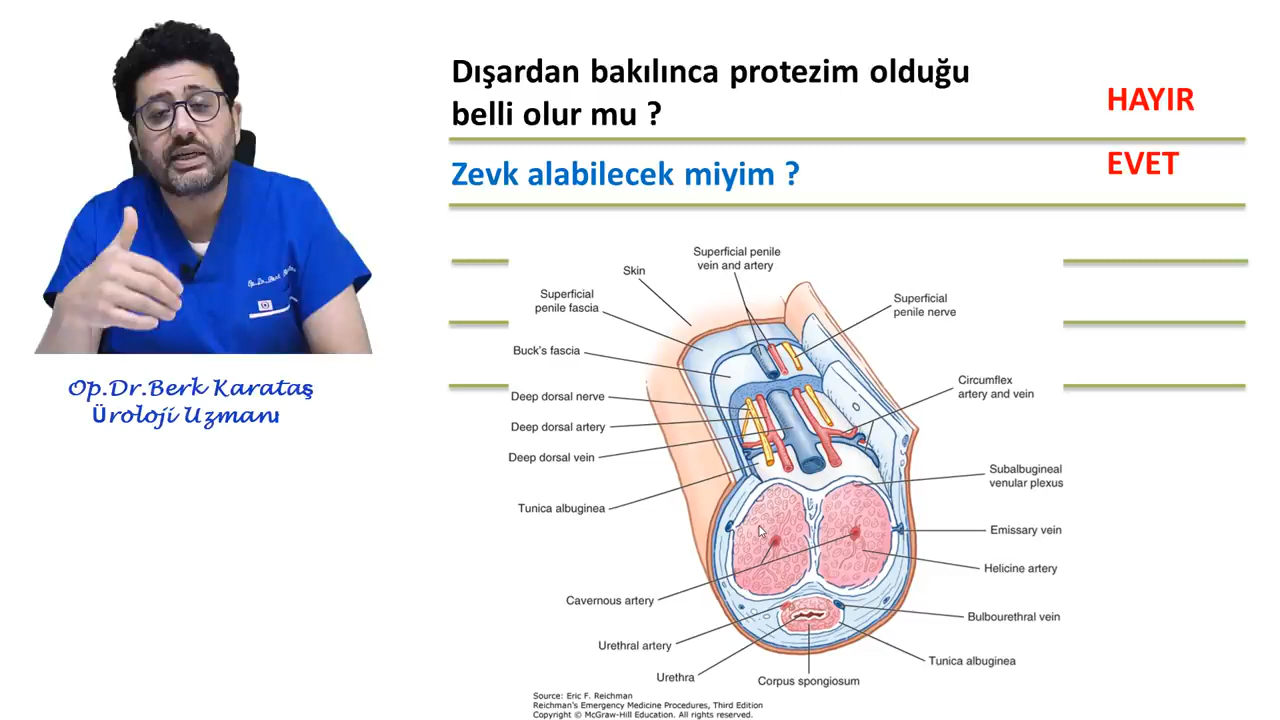 Dışardan bakılınca protezim olduğu
belli olur mu ?
HAYIR
Zevk alabilecek miyim ?
EVET
Op.Dr.Berk Karataş
Üroloji Uzmanı
Superficial penile
vein and artery
Skin
Superficial
penile fascia
Superficial
penile nerve
Buck's fascia
Deep dorsal nerve
Circumflex
artery and vein
Deep dorsal artery
Deep dorsal vein
Subalbugineal
venular plexus
Tunica albuginea
Emissary vein
Helicine artery
Cavernous artery
Bulbourethral vein
Urethral artery
Tunica albuginea
Urethra
Corpus spongiosum
Source: Eric F. Reichman
Reichman's Emergency Medicine Procedures, Third Edition
Copyright © McGraw-Hill Education. All rights reserved.